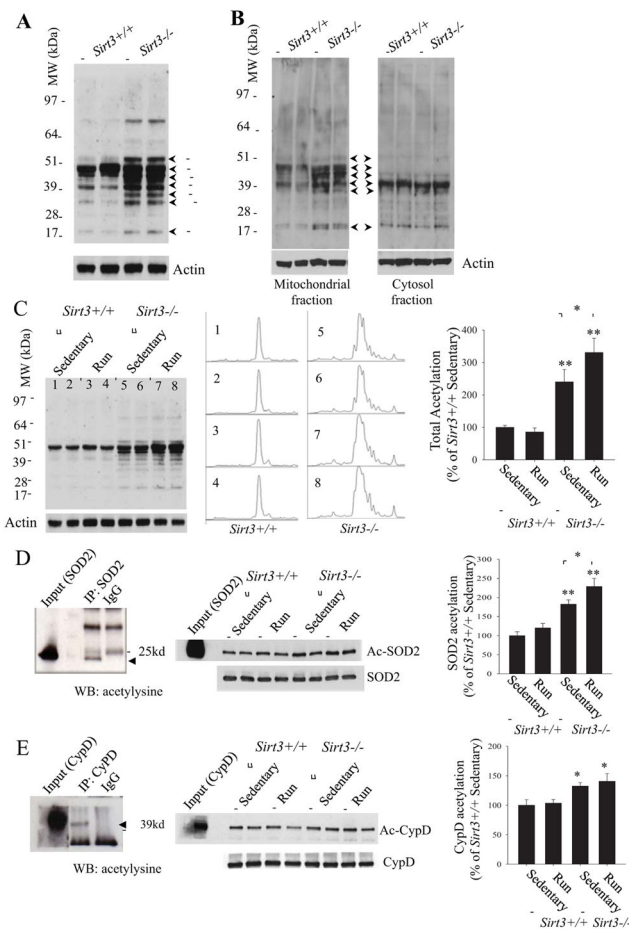 A
MW (kDa)
- Sirt3+/+
- Sirt3-/-
97 -
64 -
51 -
39 -
28 -
17 -
Actin
B
MW (kDa)
- Sirt3+/+
- Sirt3-/-
- Sirt3+/+
- Sirt3-/-
97-
64-
51-
39-
28-
17-
97-
64-
51-
39-
28-
17-
Actin
Mitochondrial
fraction
Cytosol
fraction
C
Sirt3+/+ Sirt3-/-
MW (kDa)
Sedentary
Run
Sedentary
Run
1 2 3 4 5 6 7 8
97-
64-
51-
39-
28-
17-
Actin
1
2
3
4
5
6
7
8
Sirt3+/+
Sirt3-/-
Total Acetylation
(% of Sirt3+/+ Sedentary)
400
300
200
100
0
*
**
**
Sedentary
Run
Sedentary
Run
- Sirt3+/+ - Sirt3-/-
D
Input (SOD2)
IP: SOD2
IgG
- 25kd
WB: acetylysine
Input (SOD2)
Sirt3+/+ Sirt3-/-
- Sedentary
- Run
- Sedentary
- Run
Ac-SOD2
SOD2
SOD2 acetylation
(% of Sirt3+/+ Sedentary)
300
250
200
150
100
50
0
*
**
**
Sedentary
Run
Sedentary
Run
- Sirt3+/+ - Sirt3-/-
E
Input (CypD)
IP: CyPD
IgG
39kd
WB: acetylysine
Input (CypD)
Sirt3+/+ Sirt3-/-
- Sedentary
- Run
- Sedentary
- Run
Ac-CypD
CypD
CypD acetylation
(% of Sirt3+/+ Sedentary)
200
150
100
50
0
*
*
Sedentary
Run
Sedentary
Run
- Sirt3+/+ - Sirt3-/-